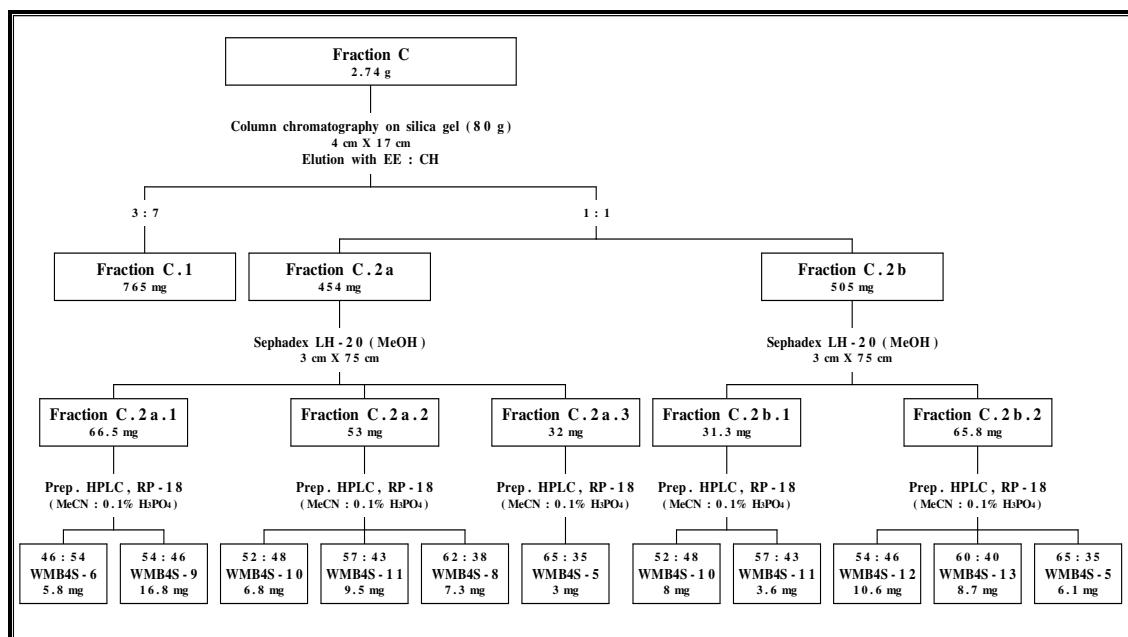 Fraction C
2.74 g
Column chromatography on silica gel (80 g)
4 cm X 17 cm
Elution with EE : CH
3 : 7
1 : 1
Fraction C.1
765 mg
Fraction C.2a
454 mg
Fraction C.2b
505 mg
Sephadex LH-20 (MeOH)
3 cm X 75 cm
Sephadex LH-20 (MeOH)
3 cm X 75 cm
Fraction C.2a.1
66.5 mg
Fraction C.2a.2
53 mg
Fraction C.2a.3
32 mg
Fraction C.2b.1
31.3 mg
Fraction C.2b.2
65.8 mg
Prep. HPLC, RP-18
(MeCN : 0.1% H3PO4)
Prep. HPLC, RP-18
(MeCN : 0.1% H3PO4)
Prep. HPLC, RP-18
(MeCN : 0.1% H3PO4)
Prep. HPLC, RP-18
(MeCN : 0.1% H3PO4)
Prep. HPLC, RP-18
(MeCN : 0.1% H3PO4)
46 : 54
WMB4S-6
5.8 mg
54 : 46
WMB4S-9
16.8 mg
52 : 48
WMB4S-10
6.8 mg
57 : 43
WMB4S-11
9.5 mg
62 : 38
WMB4S-8
7.3 mg
65 : 35
WMB4S-5
3 mg
52 : 48
WMB4S-10
8 mg
57 : 43
WMB4S-11
3.6 mg
54 : 46
WMB4S-12
10.6 mg
60 : 40
WMB4S-13
8.7 mg
65 : 35
WMB4S-5
6.1 mg